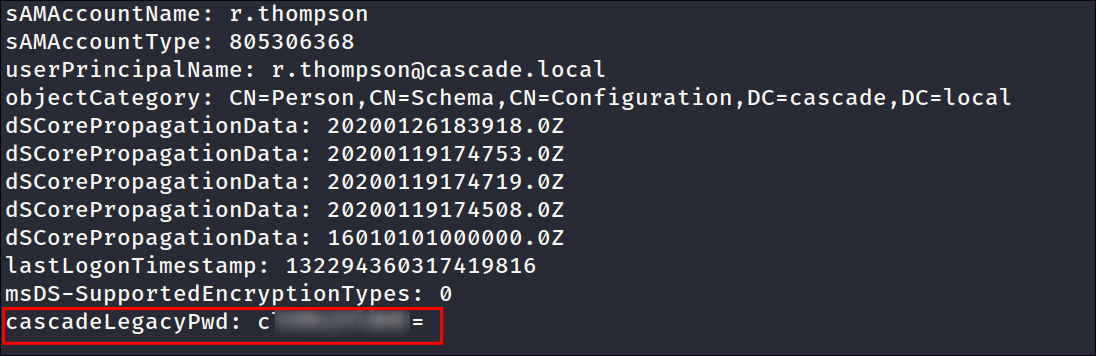 sAMAccountName: r.thompson
sAMAccountType: 805306368
userPrincipalName: r.thompson@cascade.local
objectCategory: CN=Person,CN=Schema,CN=Configuration,DC=cascade,DC=local
dSCorePropagationData: 20200126183918.0Z
dSCorePropagationData: 20200119174753.0Z
dSCorePropagationData: 20200119174719.0Z
dSCorePropagationData: 20200119174508.0Z
dSCorePropagationData: 16010101000000.0Z
lastLogonTimestamp: 132294360317419816
msDS-SupportedEncryptionTypes: 0
cascadeLegacyPwd: